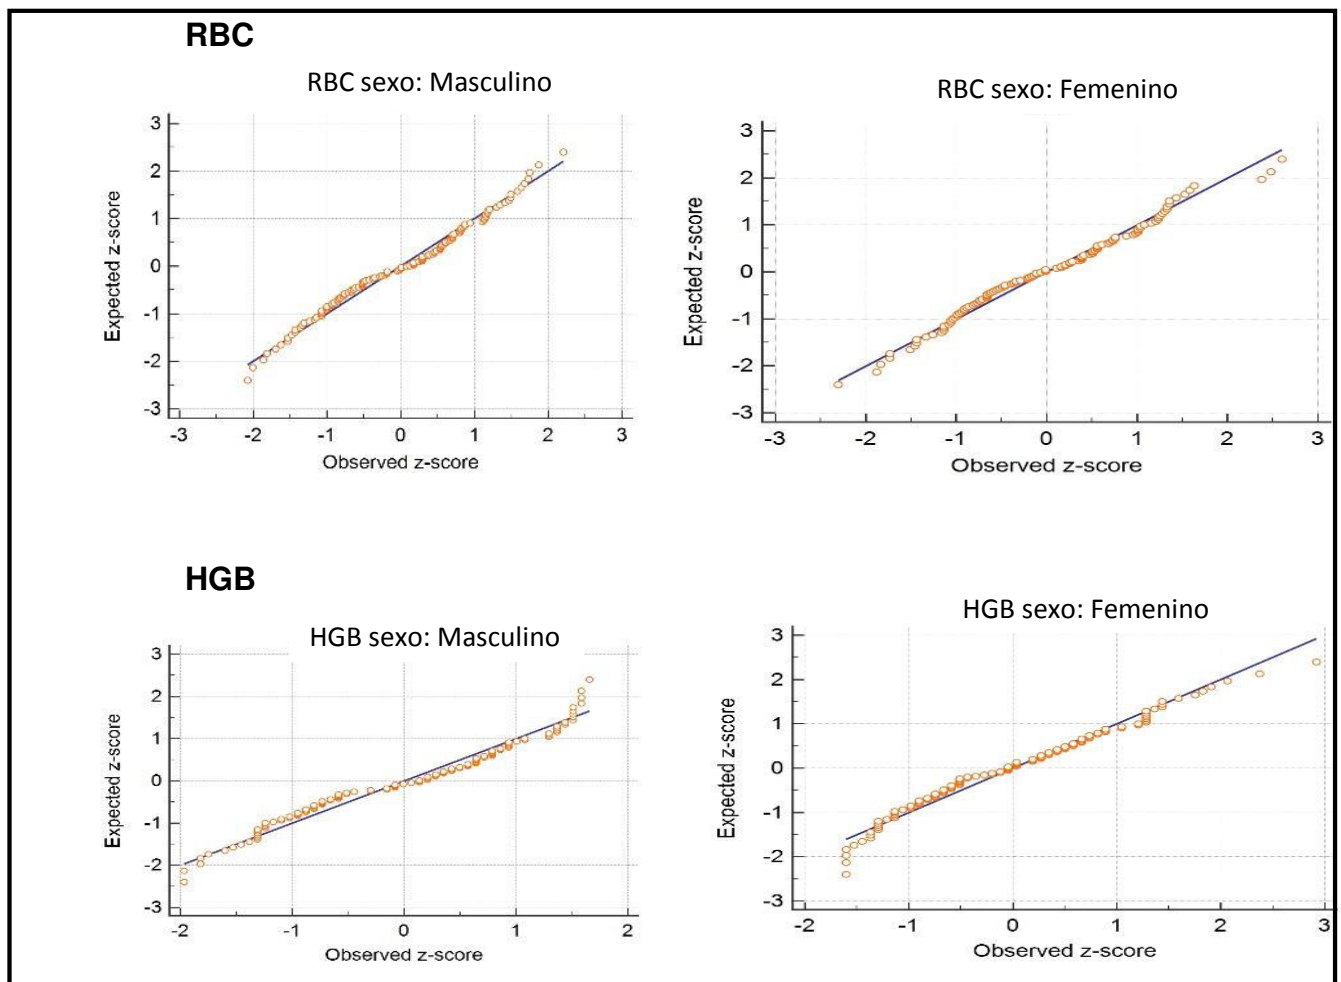 RBC
RBC sexo: Masculino
3
2
1
0
-1
-2
-3
Expected z-score
-3 -2 -1 0 1 2 3
Observed z-score
RBC sexo: Femenino
3
2
1
0
-1
-2
-3
Expected z-score
-3 -2 -1 0 1 2 3
Observed z-score
HGB
HGB sexo: Masculino
3
2
1
0
-1
-2
-3
Expected z-score
-2 -1 0 1 2
Observed z-score
HGB sexo: Femenino
3
2
1
0
-1
-2
-3
Expected z-score
-2 -1 0 1 2 3
Observed z-score